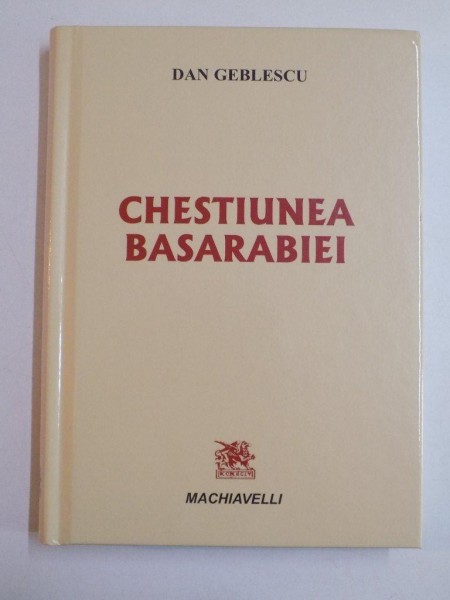 DAN GEBLESCU
CHESTIUNEA
BASARABIEI
MACHIAVELLI